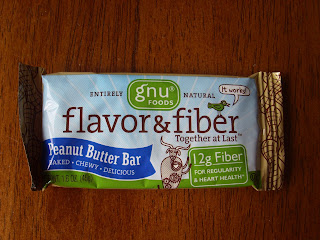 ENTIRELY gnu® NATURAL
FOODS
It works!
flavor&fiber
Together at Last™
Peanut Butter Bar
BAKED • CHEWY • DELICIOUS
12g Fiber
FOR REGULARITY
& HEART HEALTH*